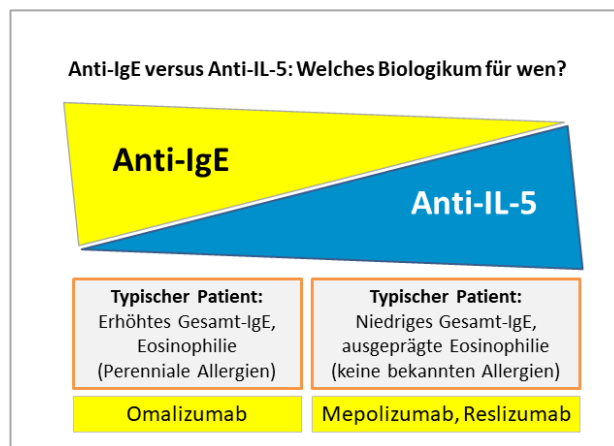 Anti-IgE versus Anti-IL-5: Welches Biologikum für wen?
Anti-IgE
Anti-IL-5
Typischer Patient:
Erhöhtes Gesamt-IgE,
Eosinophilie
(Perenniale Allergien)
Typischer Patient:
Niedriges Gesamt-IgE,
ausgeprägte Eosinophilie
(keine bekannten Allergien)
Omalizumab
Mepolizumab, Reslizumab